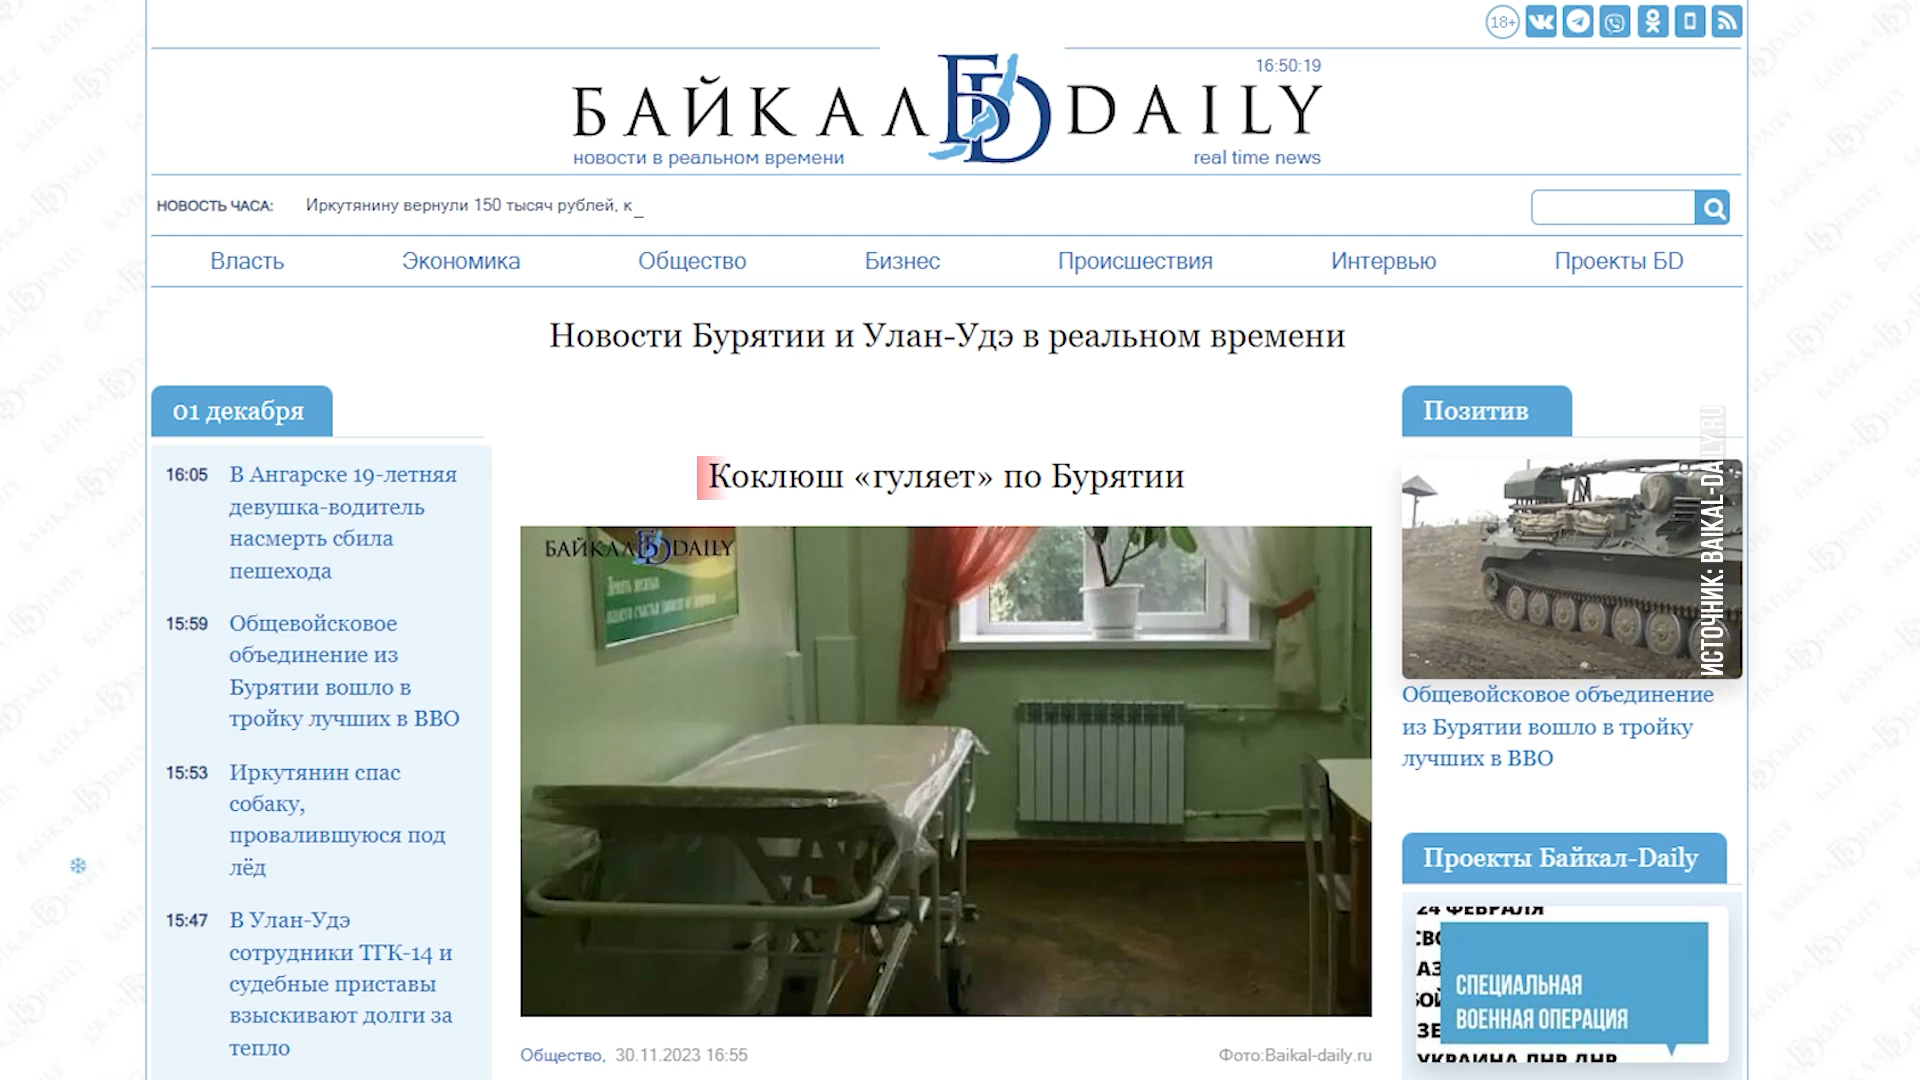 18+
БАЙКАЛ БD DAILY
16:50:19
новости в реальном времени
real time news
НОВОСТЬ ЧАСА: Иркутянину вернули 150 тысяч рублей, к_
Власть Экономика Общество Бизнес Происшествия Интервью Проекты БD
Новости Бурятии и Улан-Удэ в реальном времени
01 декабря
16:05 В Ангарске 19-летняя
девушка-водитель
насмерть сбила
пешехода
15:59 Общевойсковое
объединение из
Бурятии вошло в
тройку лучших в ВВО
15:53 Иркутянин спас
собаку,
провалившуюся под
лёд
15:47 В Улан-Удэ
сотрудники ТГК-14 и
судебные приставы
взыскивают долги за
тепло
Коклюш «гуляет» по Бурятии
БАЙКАЛ БD DAILY
Общество, 30.11.2023 16:55
Фото:Baikal-daily.ru
Позитив
ИСТОЧНИК: BAIKAL-DAILY.RU
Общевойсковое объединение
из Бурятии вошло в тройку
лучших в ВВО
Проекты Байкал-Daily
24 ФЕВРАЛЯ
СПЕЦИАЛЬНАЯ
ВОЕННАЯ ОПЕРАЦИЯ
УКРАИНА ДНР ЛНР